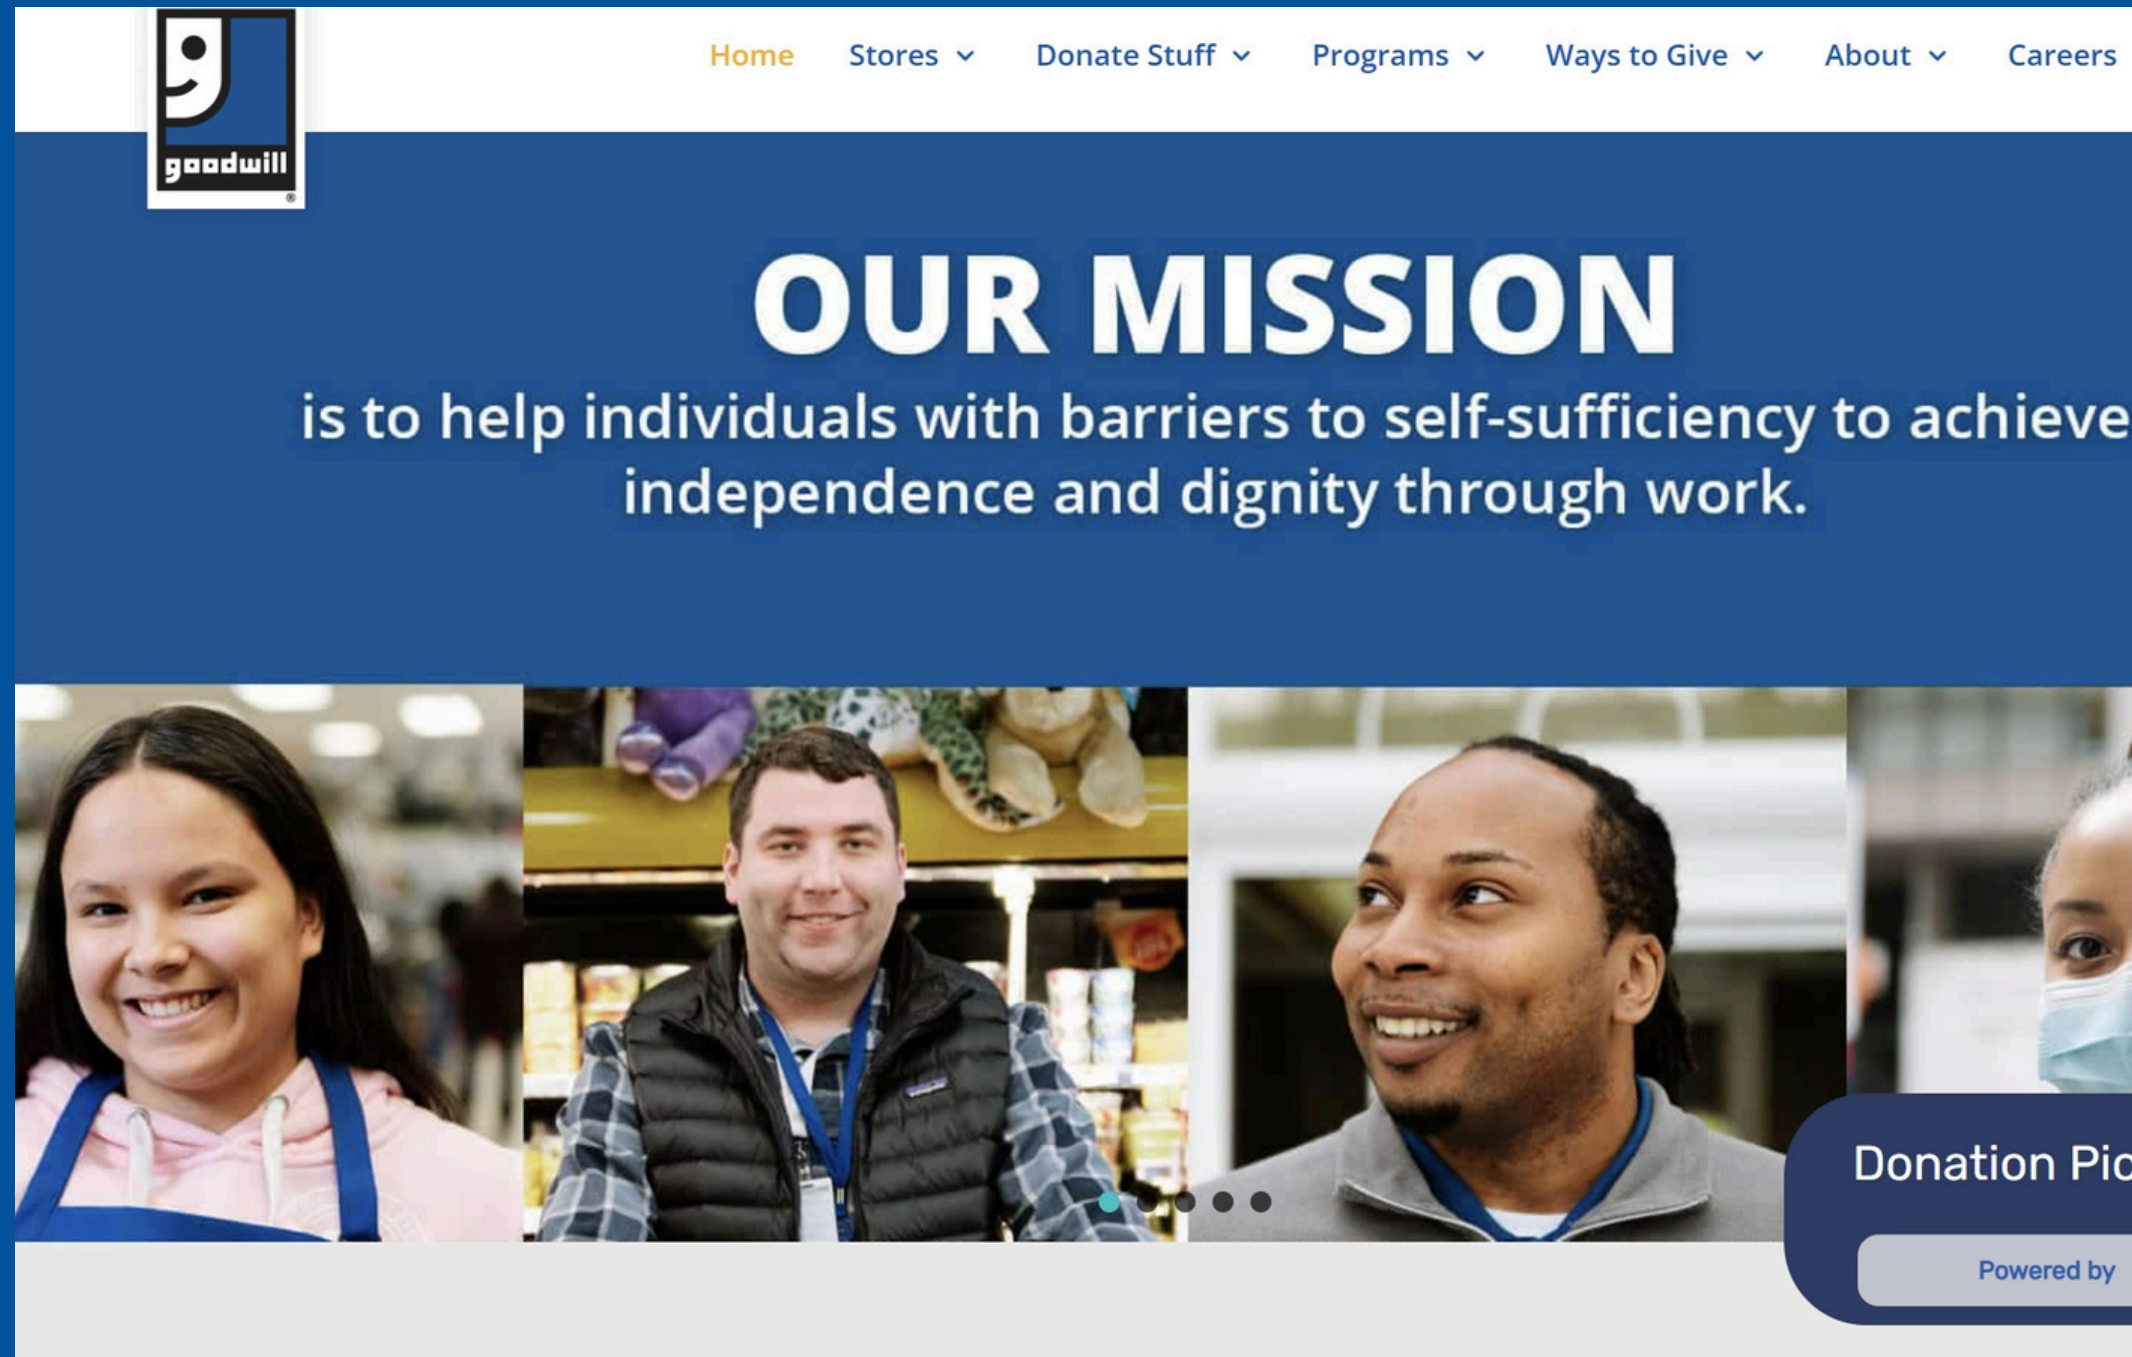 goodwill
®
Home Stores Donate Stuff Programs Ways to Give About Careers
OUR MISSION
is to help individuals with barriers to self-sufficiency to achieve
independence and dignity through work.
Donation Pic
Powered by